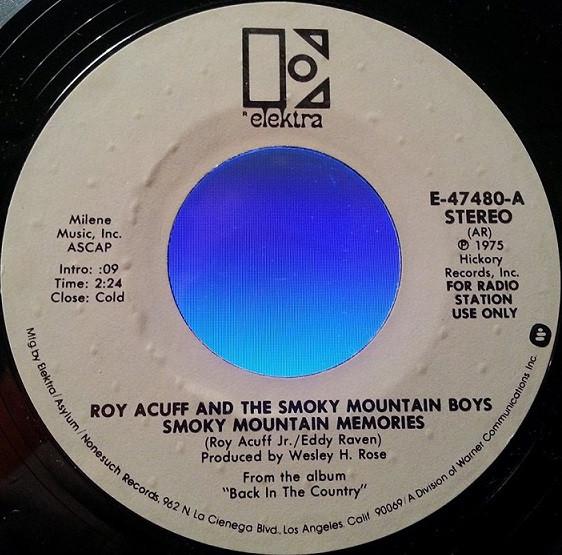 ® elektra
E-47480-A
STEREO
(AR)
℗ 1975
Hickory
Records, Inc.
FOR RADIO
STATION
USE ONLY
Milene
Music, Inc.
ASCAP
Intro: :09
Time: 2:24
Close: Cold
ROY ACUFF AND THE SMOKY MOUNTAIN BOYS
SMOKY MOUNTAIN MEMORIES
(Roy Acuff Jr./Eddy Raven)
Produced by Wesley H. Rose
From the album
"Back In The Country"
Mfg by Elektra/Asylum/Nonesuch Records, 962 N. La Cienega Blvd., Los Angeles, Calif 90069/A Division of Warner Communications Inc.